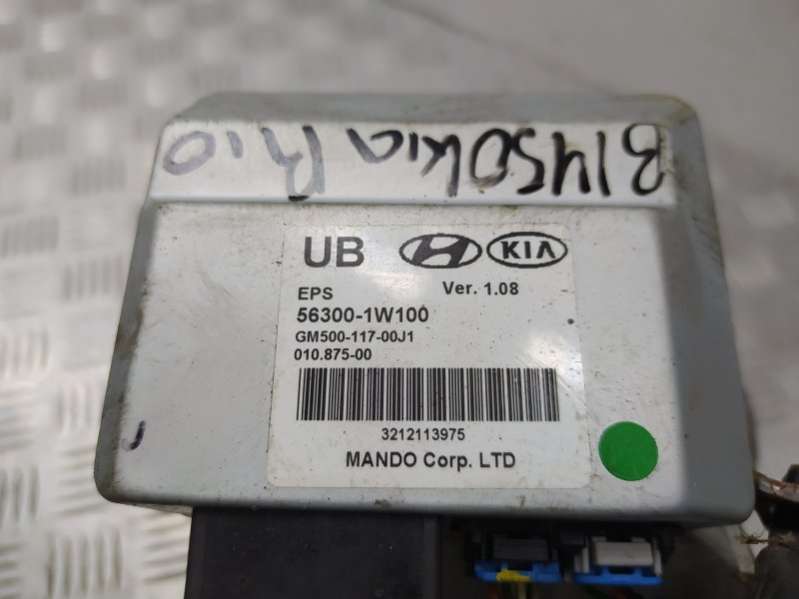 B1450 Kia Rio
UB KIA
EPS Ver. 1.08
56300-1W100
GM500-117-00J1
010.875-00
3212113975
MANDO Corp. LTD